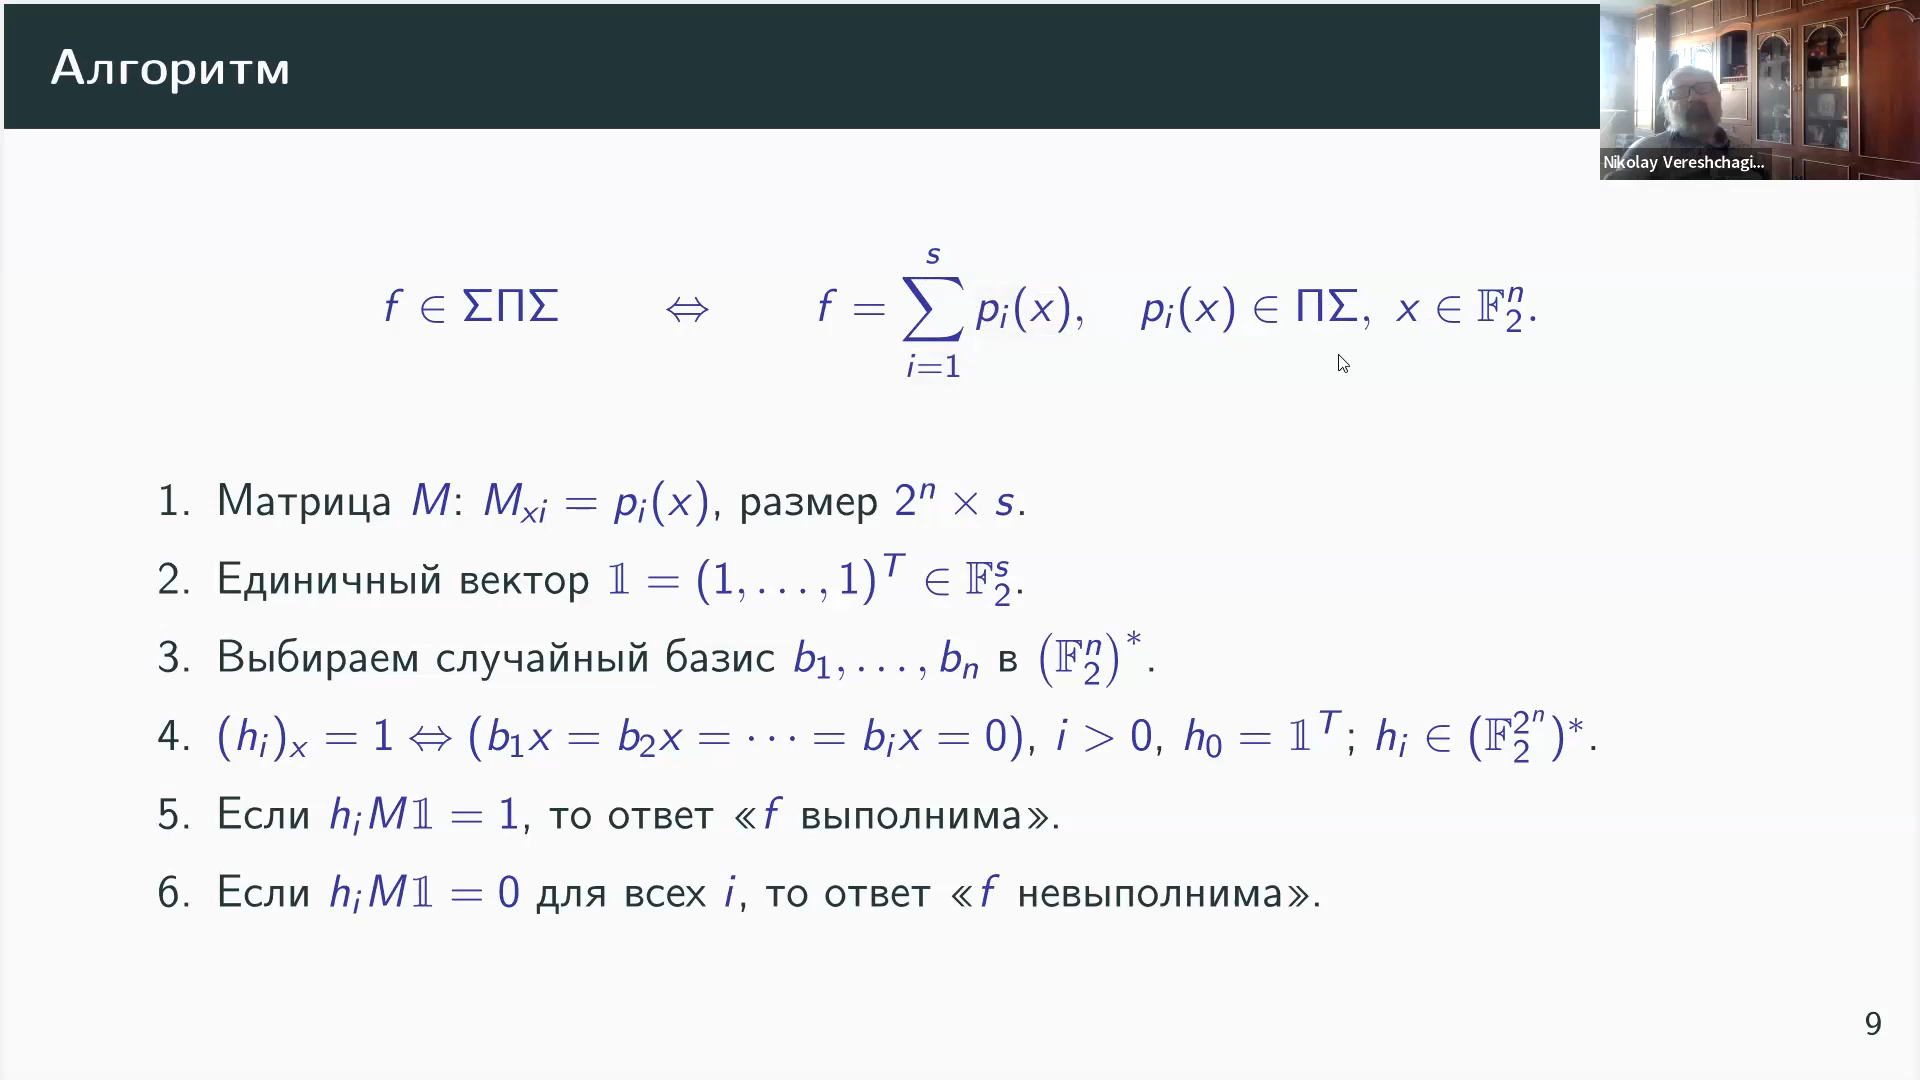 Алгоритм
Nikolay Vereshchagi...
f ∈ ΣΠΣ ⇔ f = ∑_{i=1}^{s} p_i(x), p_i(x) ∈ ΠΣ, x ∈ 𝔽_2^n.
1. Матрица M: M_{xi} = p_i(x), размер 2^n × s.
2. Единичный вектор 𝟙 = (1, . . . , 1)^T ∈ 𝔽_2^s.
3. Выбираем случайный базис b_1, . . . , b_n в (𝔽_2^n)^*.
4. (h_i)_x = 1 ⇔ (b_1x = b_2x = · · · = b_ix = 0), i > 0, h_0 = 𝟙^T; h_i ∈ (𝔽_2^{2^n})^*.
5. Если h_iM𝟙 = 1, то ответ «f выполнима».
6. Если h_iM𝟙 = 0 для всех i, то ответ «f невыполнима».
9